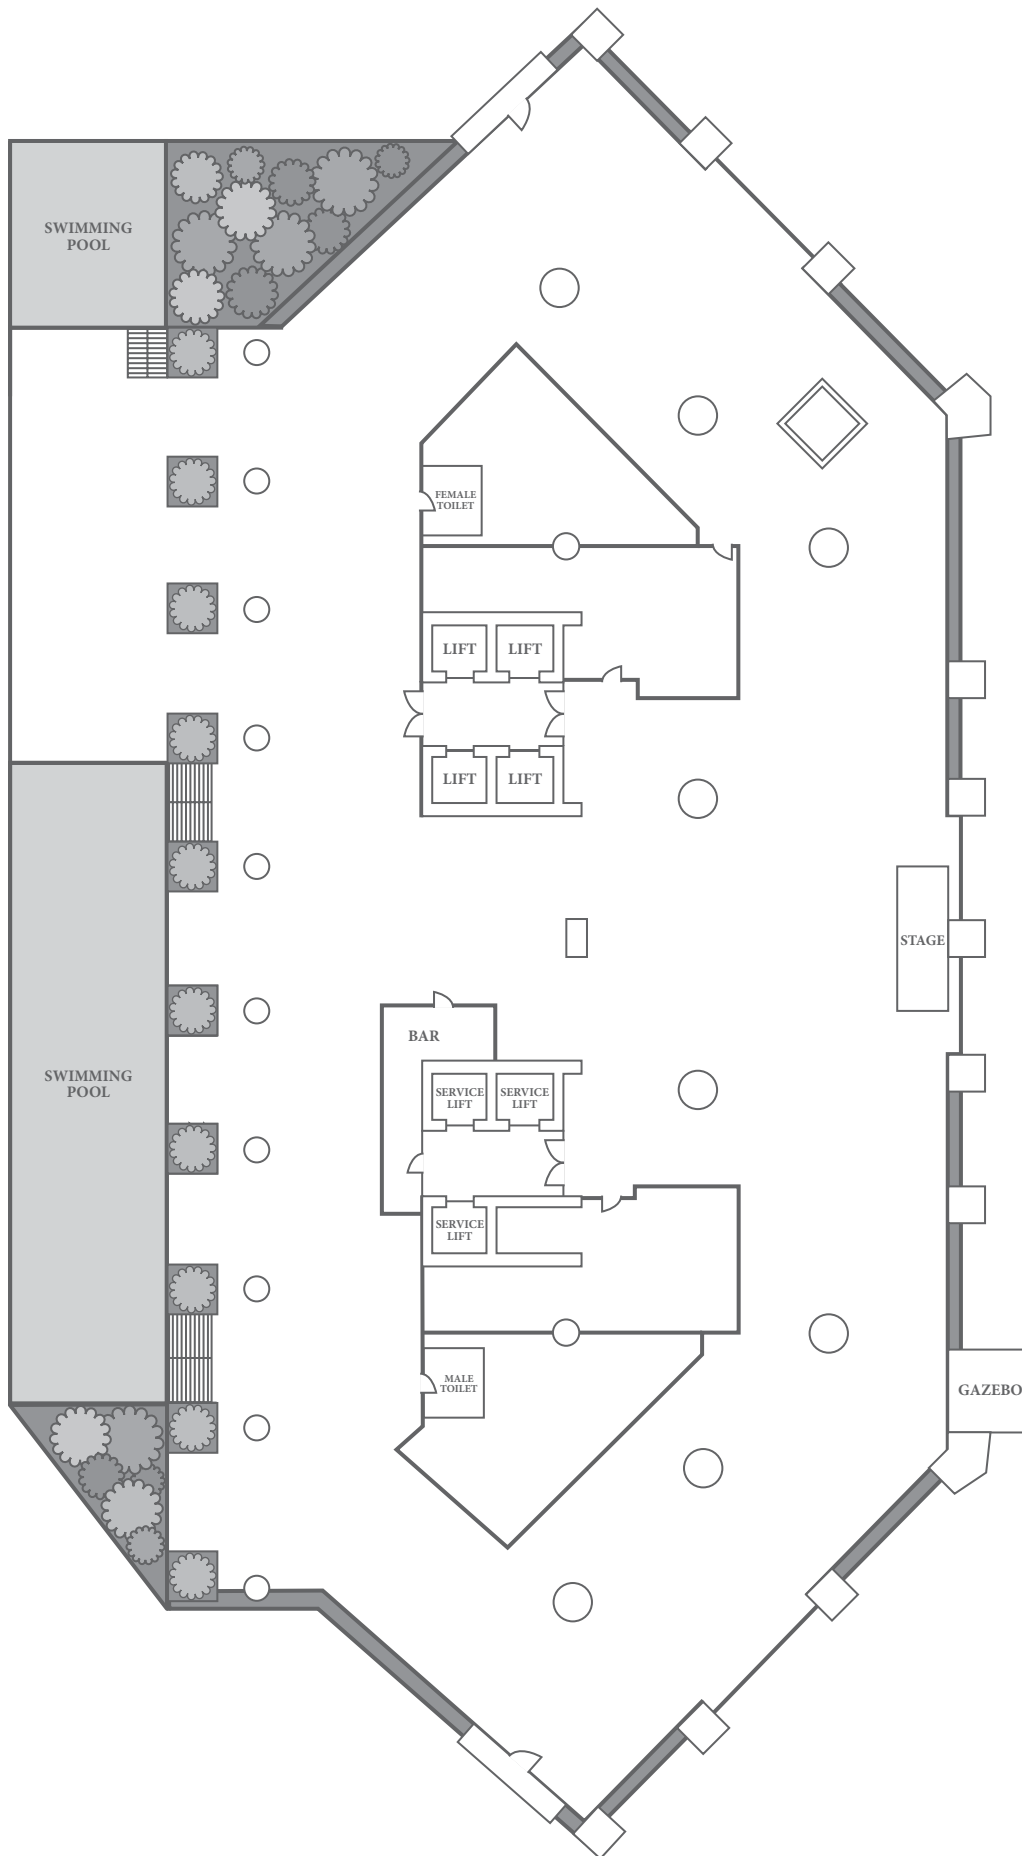 SWIMMING
POOL
FEMALE
TOILET
LIFT
LIFT
LIFT
LIFT
STAGE
BAR
SWIMMING
POOL
SERVICE
LIFT
SERVICE
LIFT
SERVICE
LIFT
MALE
TOILET
GAZEBO